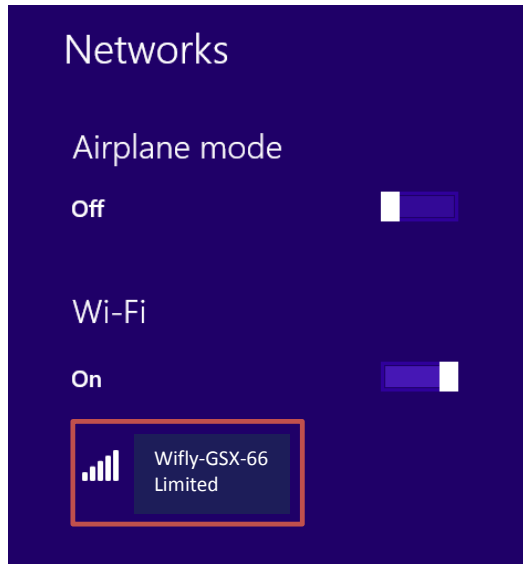 Networks
Airplane mode
Off
Wi-Fi
On
Wifly-GSX-66
Limited